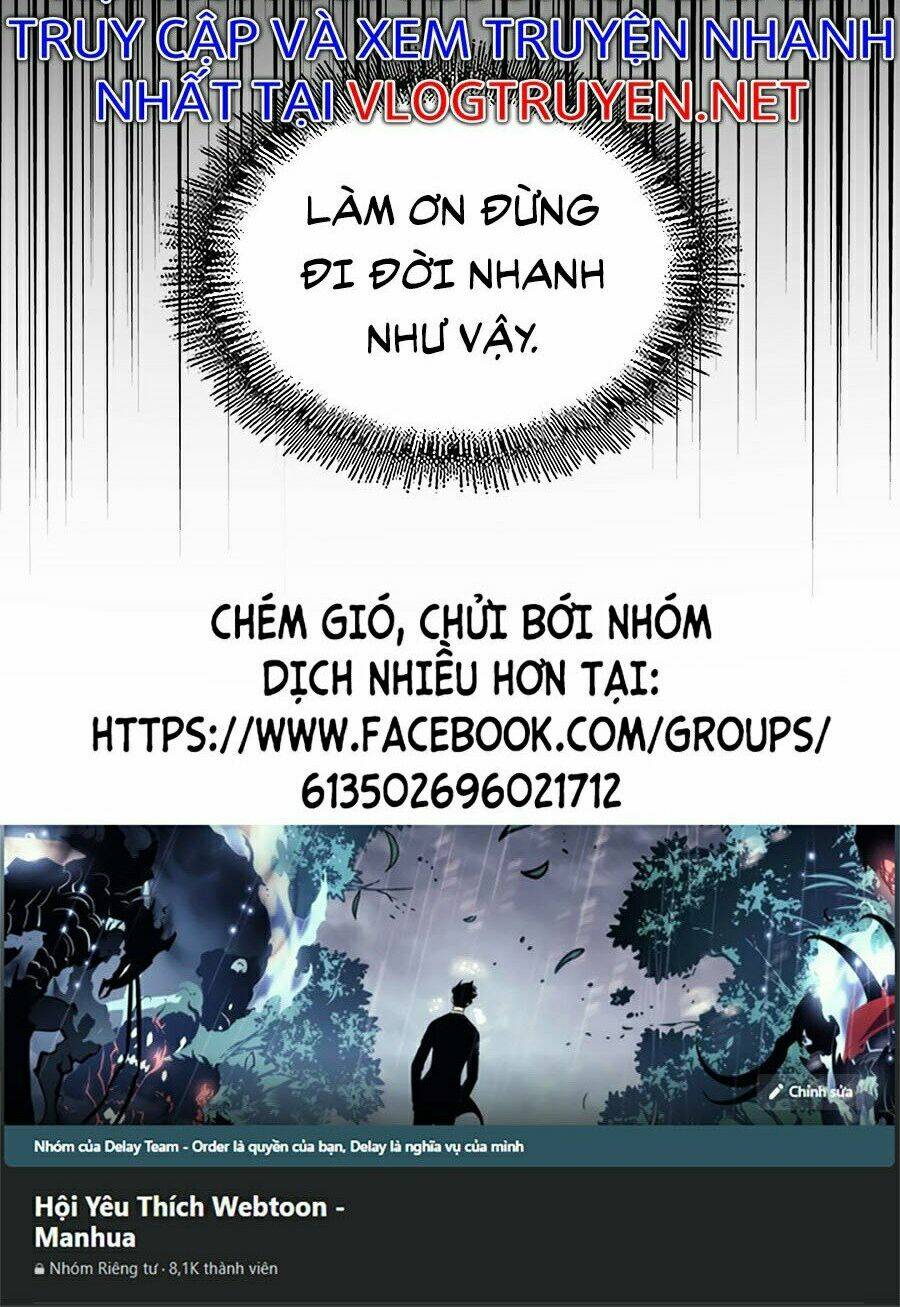 TRUY CẬP VÀ XEM TRUYỆN NHANH
NHẤT TẠI VLOGTRUYEN.NET
LÀM ƠN ĐỪNG
ĐI ĐỜI NHANH
NHƯ VẬY.
CHÉM GIÓ, CHỬI BỚI NHÓM
DỊCH NHIỀU HƠN TẠI:
HTTPS://WWW.FACEBOOK.COM/GROUPS/
613502696021712
Chỉnh sửa
Nhóm của Delay Team - Order là quyền của bạn, Delay là nghĩa vụ của mình
Hội Yêu Thích Webtoon -
Manhua
Nhóm Riêng tư · 8,1K thành viên